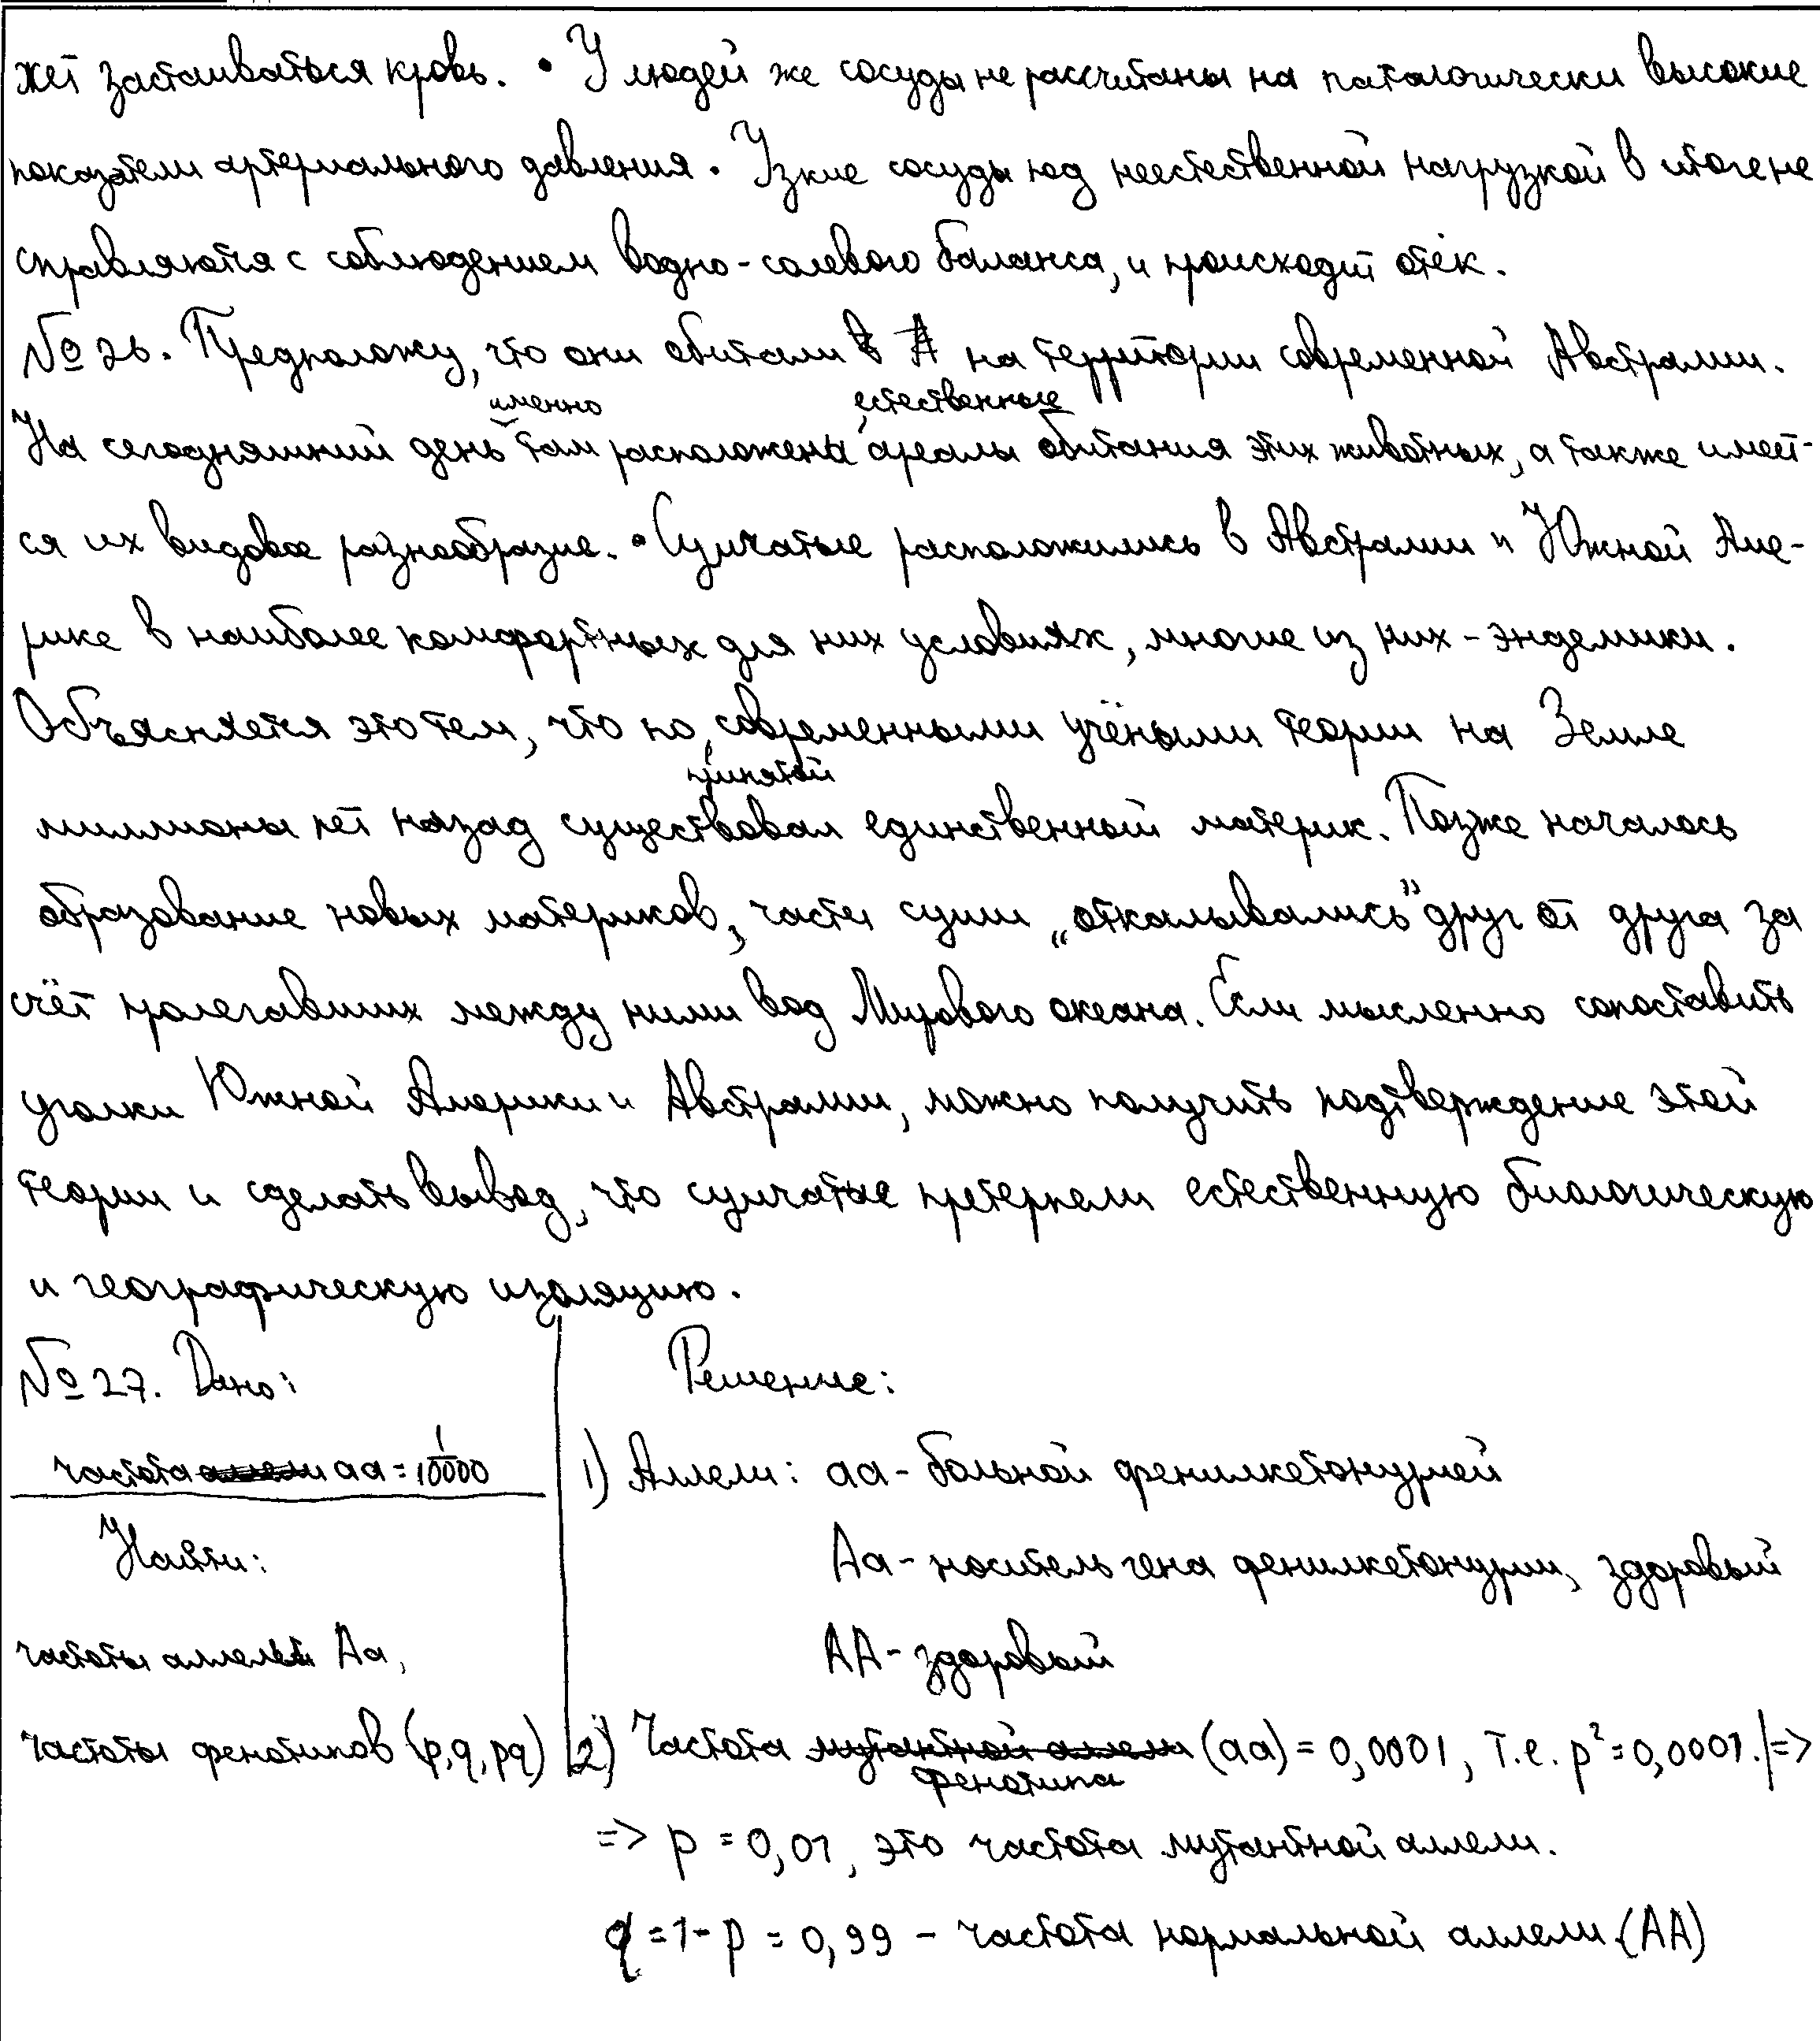 жет застаиваться кровь. • У людей же сосуды не рассчитаны на патологически высокие
показатели артериального давления. Узкие сосуды под неестественной нагрузкой в итоге не
справляются с соблюдением водно-солевого баланса, и происходит отёк.
№ 26. Предположу, что они обитали на территории современной Австралии.
На сегодняшний день именно там расположены естественные ареалы обитания этих животных, а также имеет-
ся их видовое разнообразие. • Сумчатые расположились в Австралии и Южной Аме-
рике в наиболее комфортных для них условиях, многие из них - эндемики.
Объясняется это тем, что по принятой современными учёными теории на Земле
миллионы лет назад существовал единственный материк. Позже началось
образование новых материков, части суши „откалывались" друг от друга за
счёт пролегавших между ними вод Мирового океана. Если мысленно сопоставить
уголки Южной Америки и Австралии, можно получить подтверждение этой
теории и сделать вывод, что сумчатые претерпели естественную биологическую
и географическую изоляцию.
№ 27. Дано:
частота аа = 1/10000
Найти:
частоты аллелей Аа,
частоты фенотипов (p, q, pq)
Решение:
1) Аллели: аа - больной фенилкетонурией
Аа - носитель гена фенилкетонурии, здоровый
АА - здоровый
2) Частота фенотипа (аа) = 0,0001, т.е. p² = 0,0001. | =>
=> p = 0,01, это частота мутантной аллели.
q = 1 - p = 0,99 - частота нормальной аллели (АА)